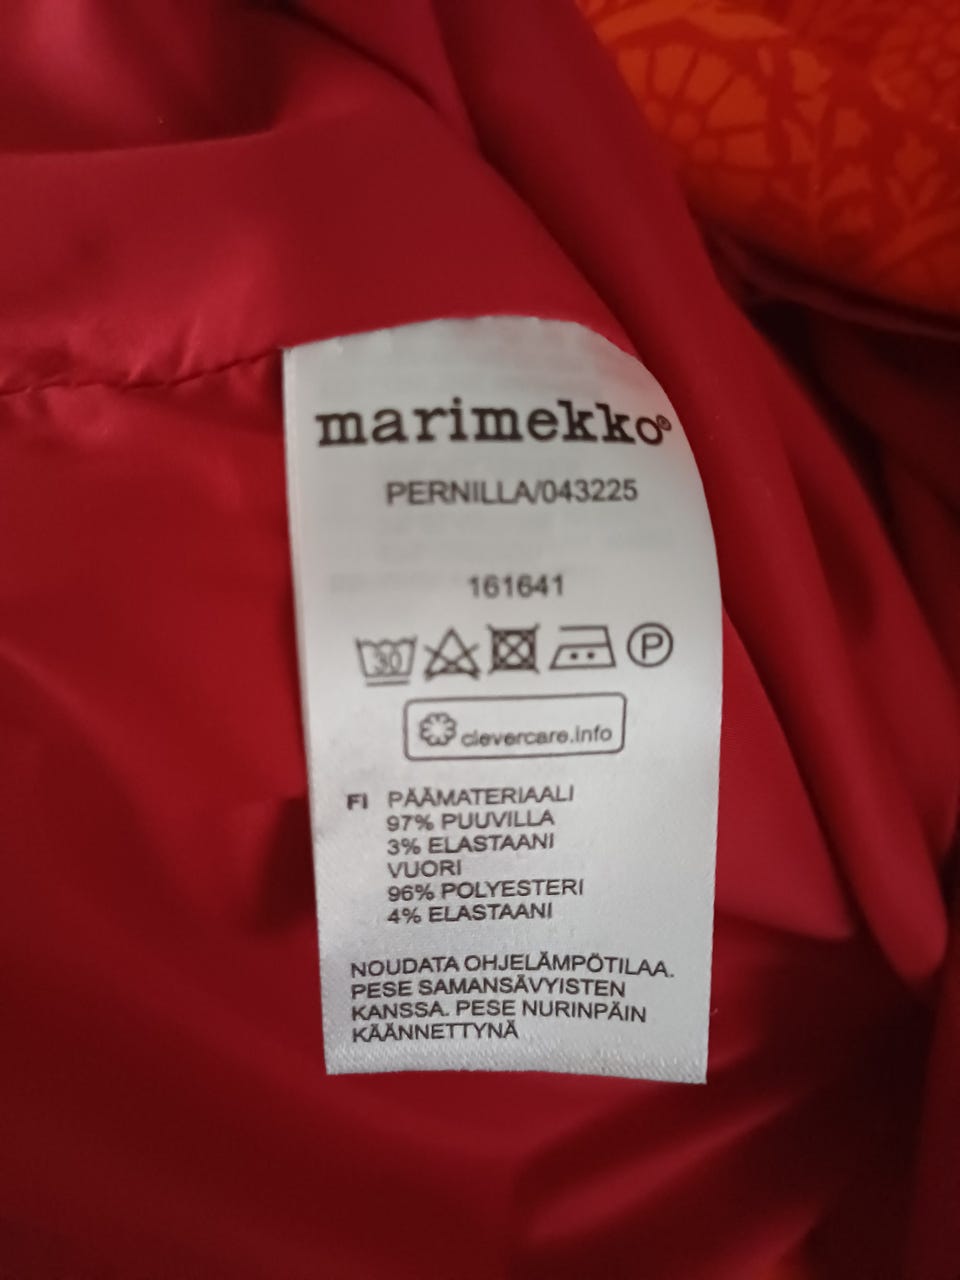 marimekko®
PERNILLA/043225
161641
30 P
clevercare.info
FI PÄÄMATERIAALI
97% PUUVILLA
3% ELASTAANI
VUORI
96% POLYESTERI
4% ELASTAANI
NOUDATA OHJELÄMPÖTILAA.
PESE SAMANSÄVYISTEN
KANSSA. PESE NURINPÄIN
KÄÄNNETTYNÄ